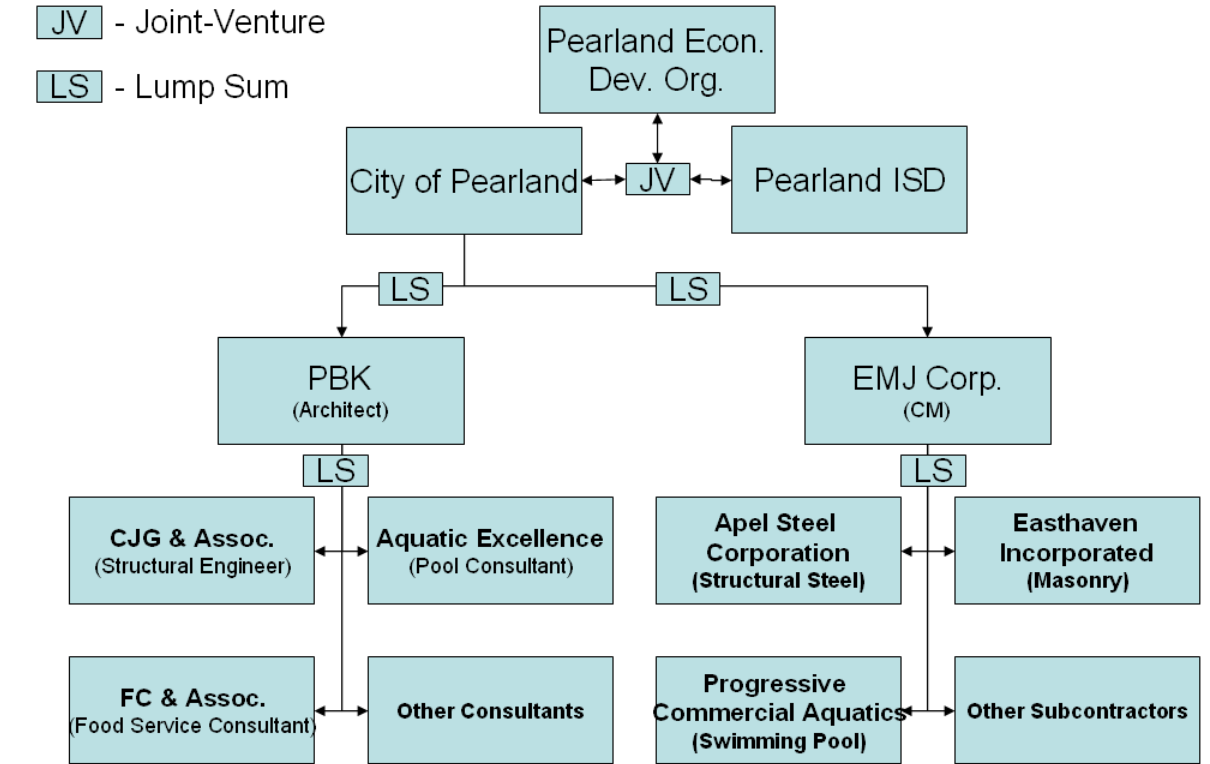 JV - Joint-Venture
LS - Lump Sum
Pearland Econ.
Dev. Org.
City of Pearland
JV
Pearland ISD
LS
LS
PBK
(Architect)
EMJ Corp.
(CM)
LS
LS
CJG & Assoc.
(Structural Engineer)
Aquatic Excellence
(Pool Consultant)
Apel Steel
Corporation
(Structural Steel)
Easthaven
Incorporated
(Masonry)
FC & Assoc.
(Food Service Consultant)
Other Consultants
Progressive
Commercial Aquatics
(Swimming Pool)
Other Subcontractors